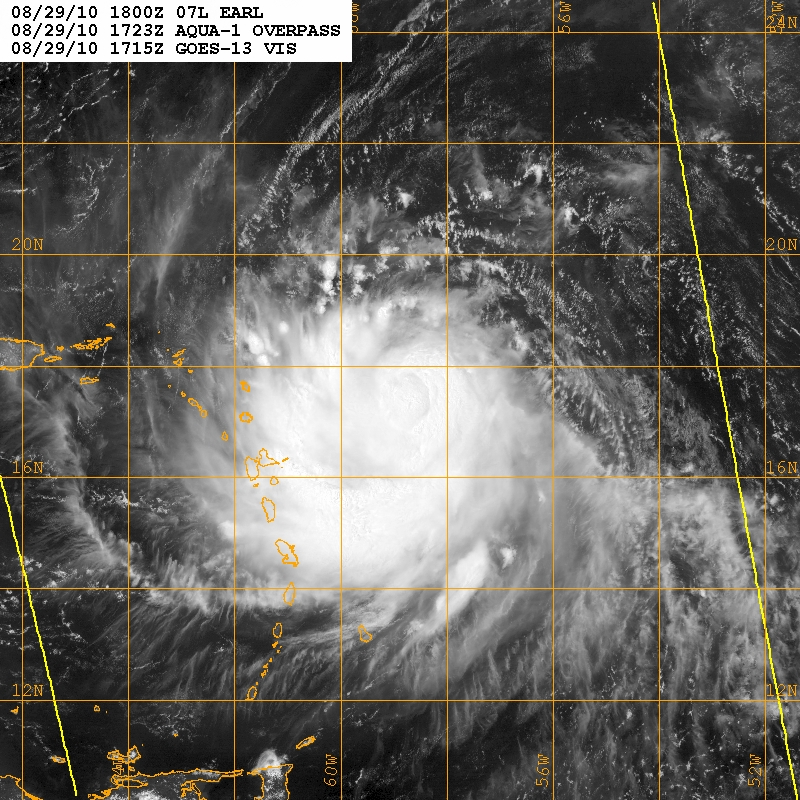 08/29/10 1800Z 07L EARL
08/29/10 1723Z AQUA-1 OVERPASS
08/29/10 1715Z GOES-13 VIS
56W
24N
20N
20N
16N
16N
12N
12N
60W
56W
52W